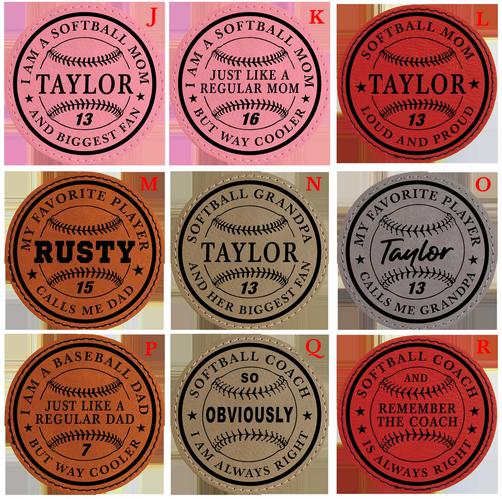 J
I AM A SOFTBALL MOM
TAYLOR
13
AND BIGGEST FAN
K
I AM A SOFTBALL MOM
JUST LIKE A
REGULAR MOM
16
BUT WAY COOLER
L
SOFTBALL MOM
TAYLOR
13
LOUD AND PROUD
M
MY FAVORITE PLAYER
RUSTY
15
CALLS ME DAD
N
SOFTBALL GRANDPA
TAYLOR
13
AND HER BIGGEST FAN
O
MY FAVORITE PLAYER
Taylor
13
CALLS ME GRANDPA
P
I AM A BASEBALL DAD
JUST LIKE A
REGULAR DAD
7
BUT WAY COOLER
Q
SOFTBALL COACH
SO
OBVIOUSLY
I AM ALWAYS RIGHT
R
SOFTBALL COACH
AND
REMEMBER
THE COACH
IS ALWAYS RIGHT